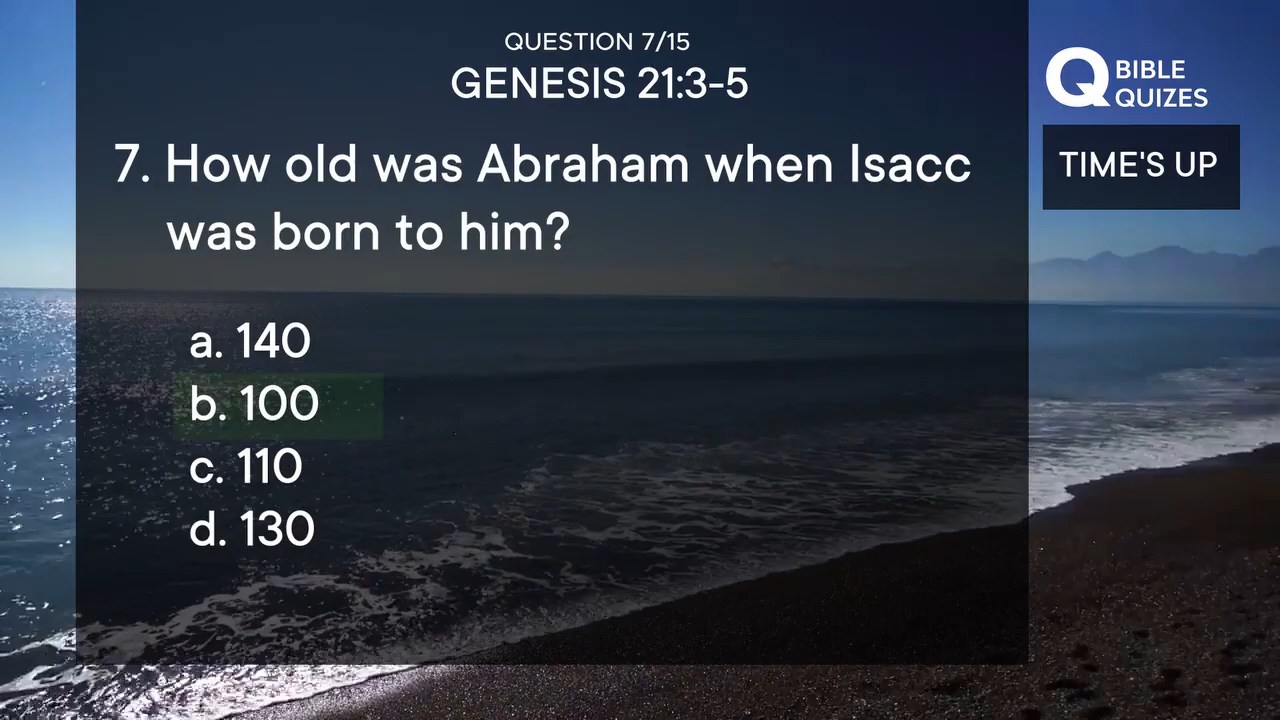 QUESTION 7/15
GENESIS 21:3-5
BIBLE
QUIZES
TIME'S UP
7. How old was Abraham when Isacc
was born to him?
a. 140
b. 100
c. 110
d. 130